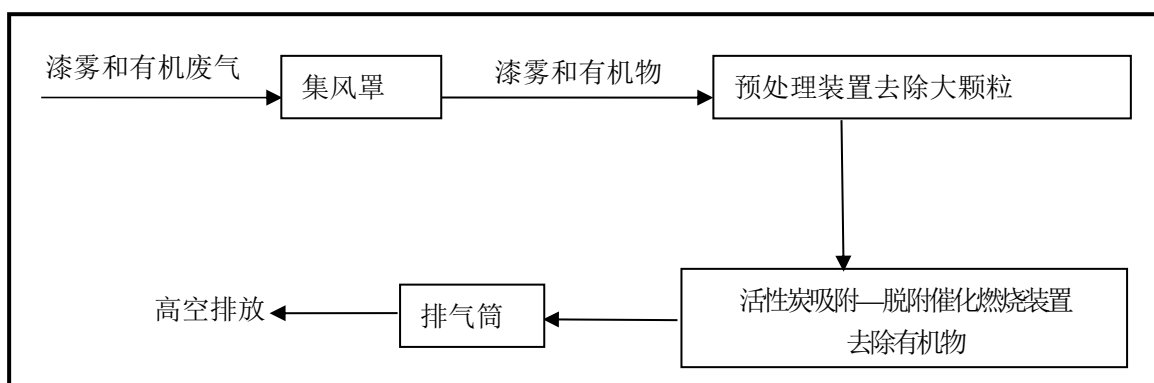 漆雾和有机废气
集风罩
漆雾和有机物
预处理装置去除大颗粒
活性炭吸附—脱附催化燃烧装置
去除有机物
排气筒
高空排放